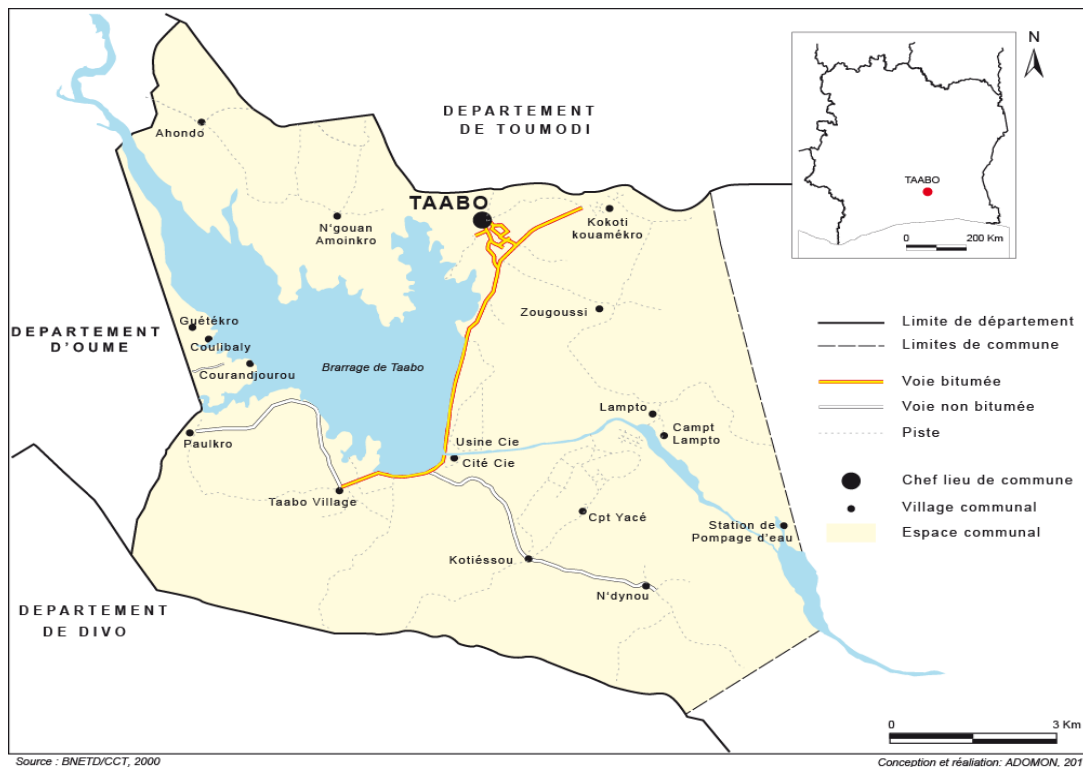 DEPARTEMENT
DE TOUMODI
N
TAABO
0 200 Km
Ahondo
TAABO
N'gouan
Amoinkro
Kokoti
kouamékro
Zougoussi
DEPARTEMENT
D'OUME
Guétékro
Coulibaly
Courandjourou
Brarrage de Taabo
Paulkro
Lampto
Campt
Lampto
Usine Cie
Cité Cie
Taabo Village
Cpt Yacé
Station de
Pompage d'eau
Kotiéssou
N'dynou
DEPARTEMENT
DE DIVO
Limite de département
Limites de commune
Voie bitumée
Voie non bitumée
Piste
Chef lieu de commune
Village communal
Espace communal
0 3 Km
Source : BNETD/CCT, 2000
Conception et réaliation: ADOMON, 201